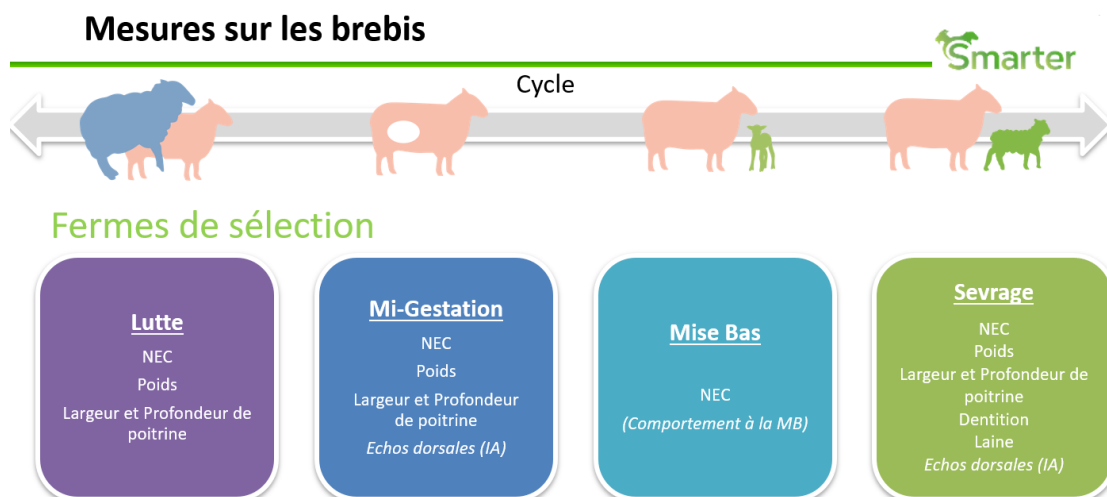 Mesures sur les brebis
Smarter
Cycle
Fermes de sélection
Lutte
NEC
Poids
Largeur et Profondeur de
poitrine
Mi-Gestation
NEC
Poids
Largeur et Profondeur
de poitrine
Echos dorsales (IA)
Mise Bas
NEC
(Comportement à la MB)
Sevrage
NEC
Poids
Largeur et Profondeur de
poitrine
Dentition
Laine
Echos dorsales (IA)